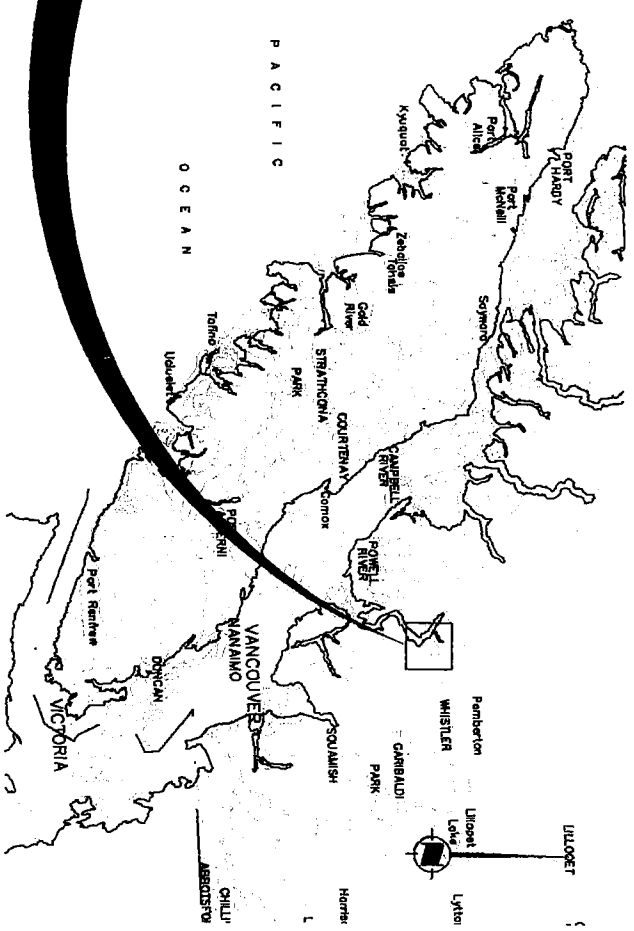 PACIFIC
OCEAN
PORT
HARDY
Port
Alice
Port
McNeill
Kyuquot
Zeballos
Tahsis
Gold
River
Sayward
Tofino
Ucluelet
STRATHCONA
PARK
COURTENAY
Comox
CAMPBELL
RIVER
POWELL
RIVER
Port Renfrew
DUNCAN
NANAIMO
VANCOUVER
VICTORIA
SQUAMISH
Pemberton
WHISTLER
GARIBALDI
PARK
Lillooet
Lake
LILLOOET